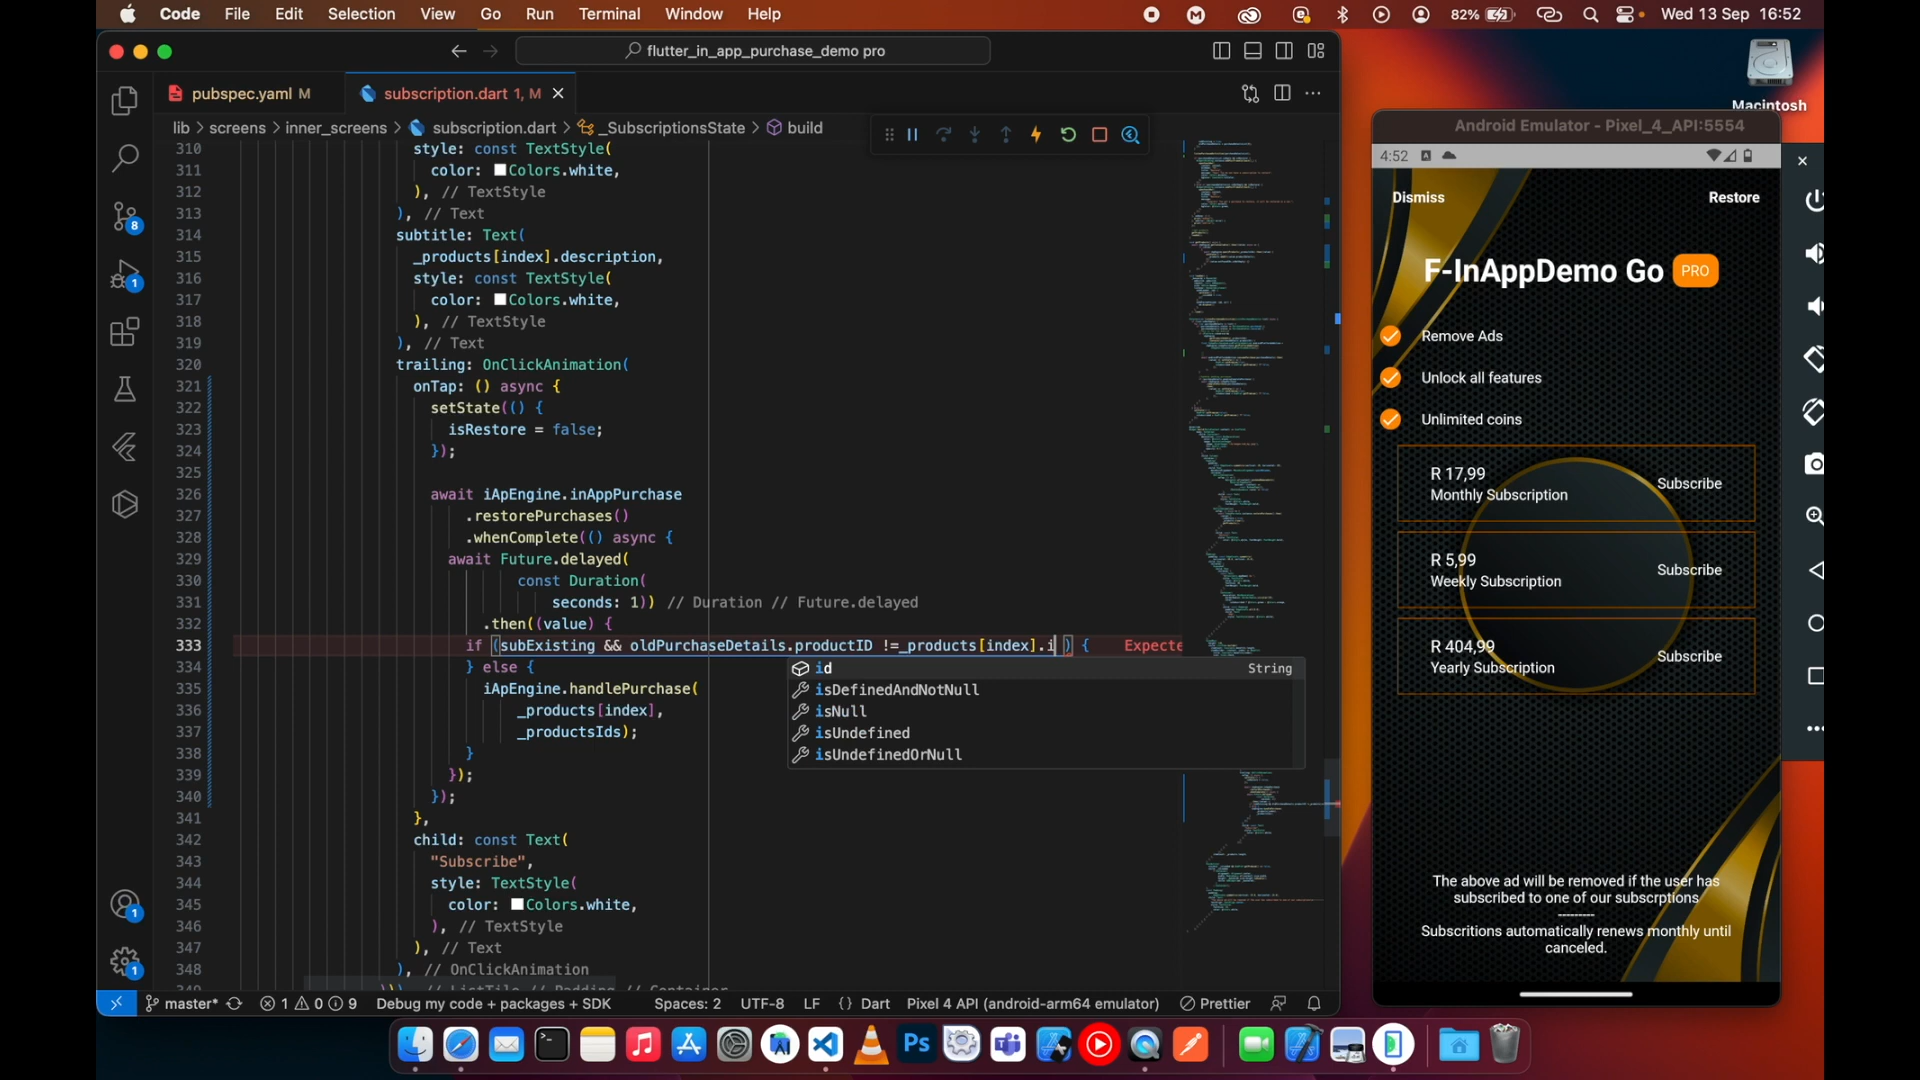 Code File Edit Selection View Go Run Terminal Window Help
82% Wed 13 Sep 16:52
flutter_in_app_purchase_demo pro
pubspec.yaml M
subscription.dart 1, M
lib > screens > inner_screens > subscription.dart > _SubscriptionsState > build
310 style: const TextStyle(
311 color: Colors.white,
312 ), // TextStyle
313 ), // Text
314 subtitle: Text(
315 _products[index].description,
316 style: const TextStyle(
317 color: Colors.white,
318 ), // TextStyle
319 ), // Text
320 trailing: OnClickAnimation(
321 onTap: () async {
322 setState(() {
323 isRestore = false;
324 });
325
326 await iApEngine.inAppPurchase
327 .restorePurchases()
328 .whenComplete(() async {
329 await Future.delayed(
330 const Duration(
331 seconds: 1)) // Duration // Future.delayed
332 .then((value) {
333 if (subExisting && oldPurchaseDetails.productID !=_products[index].i ) { Expecte
334 } else {
335 iApEngine.handlePurchase(
336 _products[index],
337 _productsIds);
338 }
339 });
340 });
341 },
342 child: const Text(
343 "Subscribe",
344 style: TextStyle(
345 color: Colors.white,
346 ), // TextStyle
347 ), // Text
348 ), // OnClickAnimation
id String
isDefinedAndNotNull
isNull
isUndefined
isUndefinedOrNull
8
1
1
1
master* 1 0 9 Debug my code + packages + SDK Spaces: 2 UTF-8 LF {} Dart Pixel 4 API (android-arm64 emulator) Prettier
Macintosh
Android Emulator - Pixel_4_API:5554
4:52
Dismiss Restore
F-InAppDemo Go PRO
Remove Ads
Unlock all features
Unlimited coins
R 17,99
Monthly Subscription
Subscribe
R 5,99
Weekly Subscription
Subscribe
R 404,99
Yearly Subscription
Subscribe
The above ad will be removed if the user has
subscribed to one of our subscrptions
---------
Subscritions automatically renews monthly until
canceled.
Ps